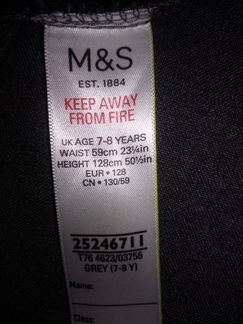 M&S
EST. 1884
KEEP AWAY
FROM FIRE
UK AGE 7-8 YEARS
WAIST 59cm 23¼in
HEIGHT 128cm 50½in
EUR • 128
CN • 130/59
25246711
T76 4623/03756
GREY (7-8 Y)
Name:
Class: